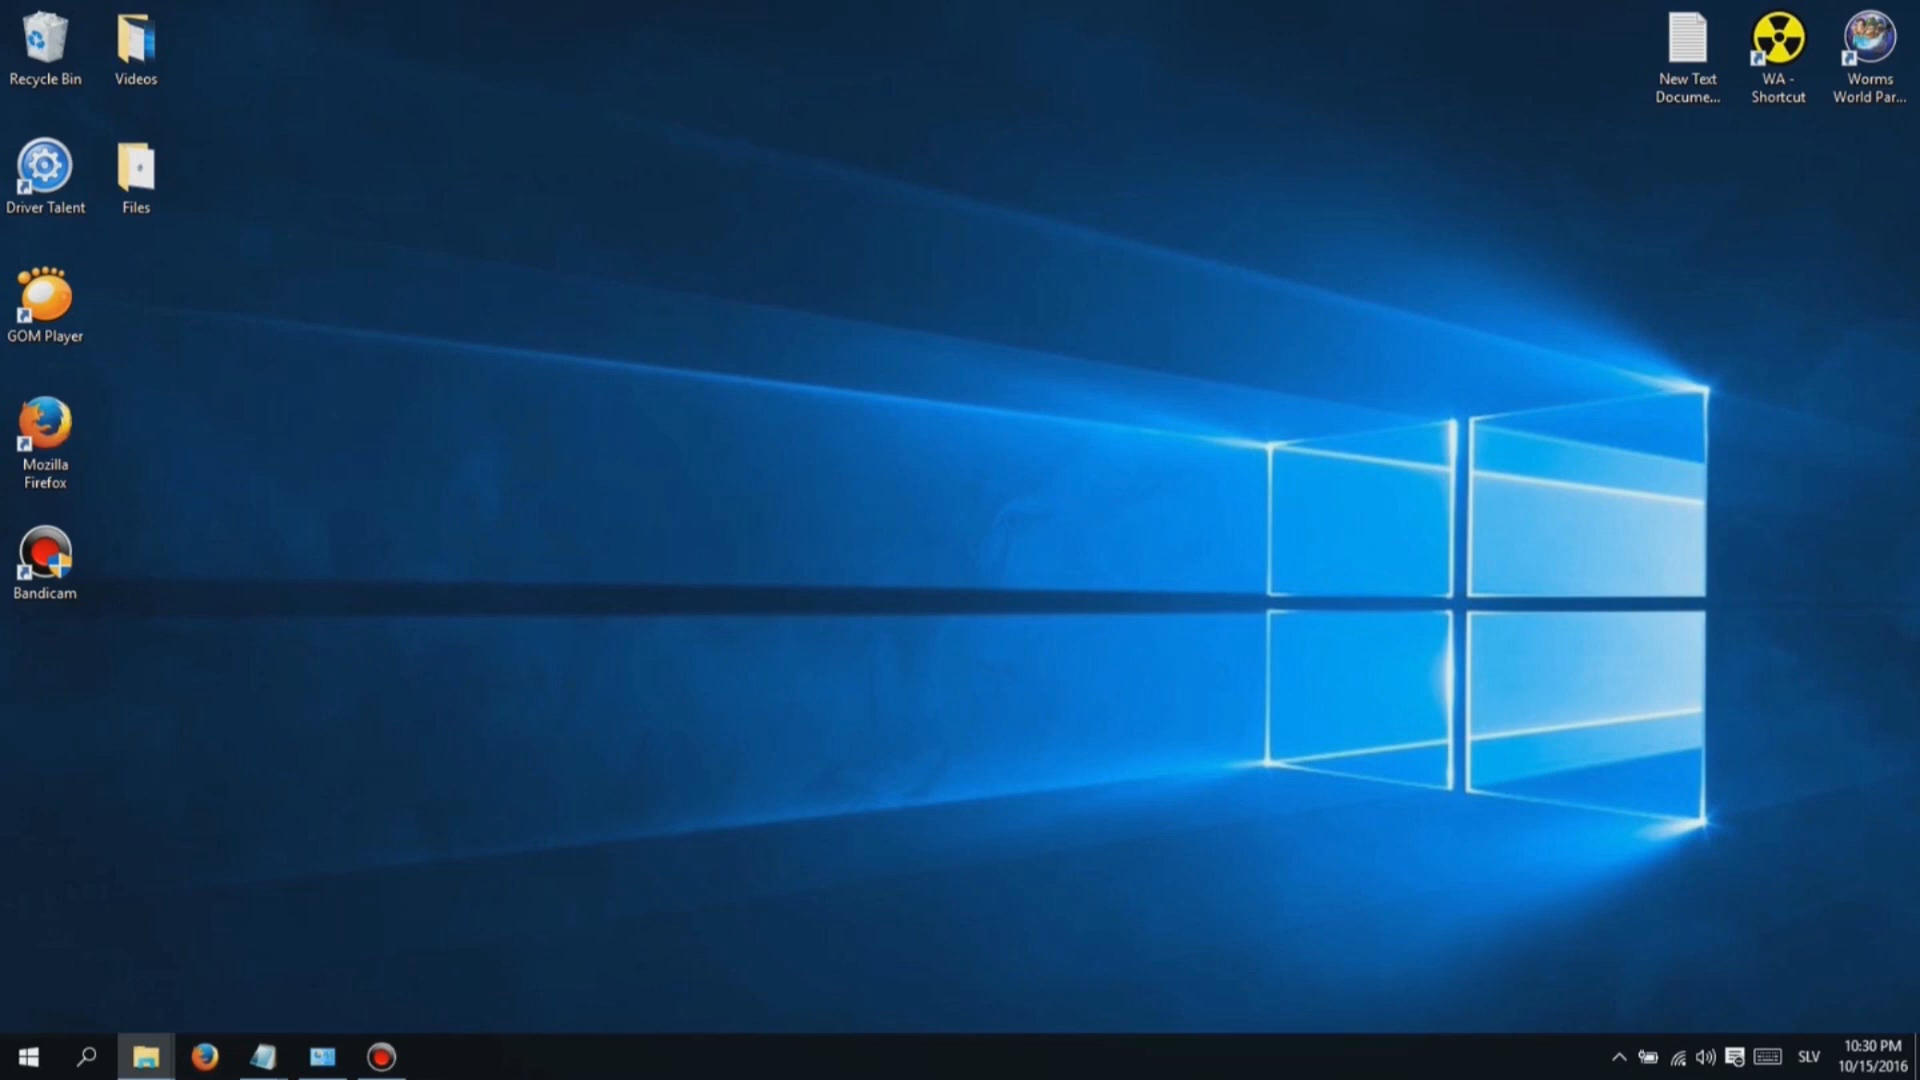 Recycle Bin
Videos
New Text
Docume...
WA -
Shortcut
Worms
World Par...
Driver Talent
Files
GOM Player
Mozilla
Firefox
Bandicam
SLV
10:30 PM
10/15/2016